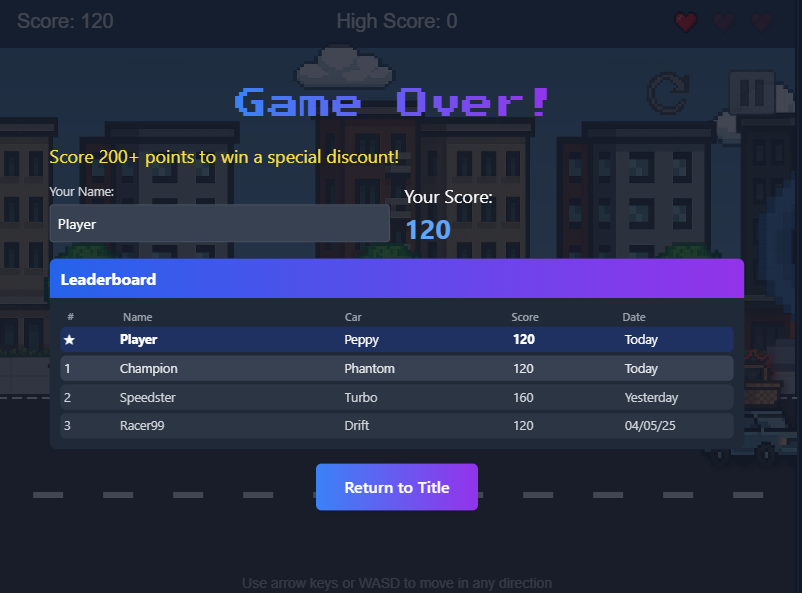 Score: 120 High Score: 0
Game Over!
Score 200+ points to win a special discount!
Your Name:
Player
Your Score:
120
Leaderboard
# Name Car Score Date
★ Player Peppy 120 Today
1 Champion Phantom 120 Today
2 Speedster Turbo 160 Yesterday
3 Racer99 Drift 120 04/05/25
Return to Title
Use arrow keys or WASD to move in any direction